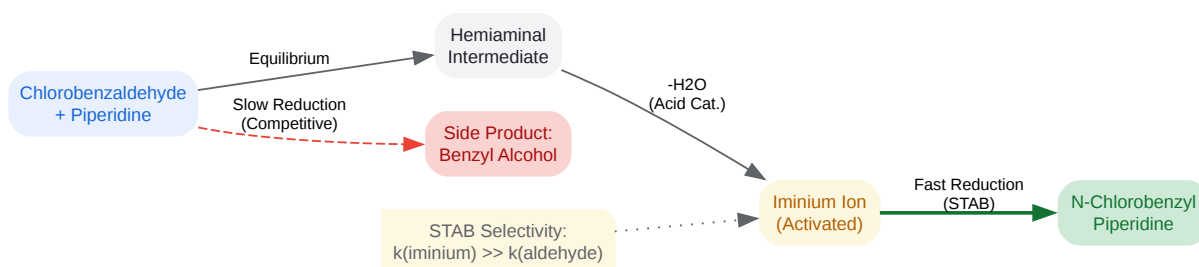 Chlorobenzaldehyde
+ Piperidine
Equilibrium
Hemiaminal
Intermediate
Slow Reduction
(Competitive)
Side Product:
Benzyl Alcohol
-H2O
(Acid Cat.)
STAB Selectivity:
k(iminium) >> k(aldehyde)
Iminium Ion
(Activated)
Fast Reduction
(STAB)
N-Chlorobenzyl
Piperidine